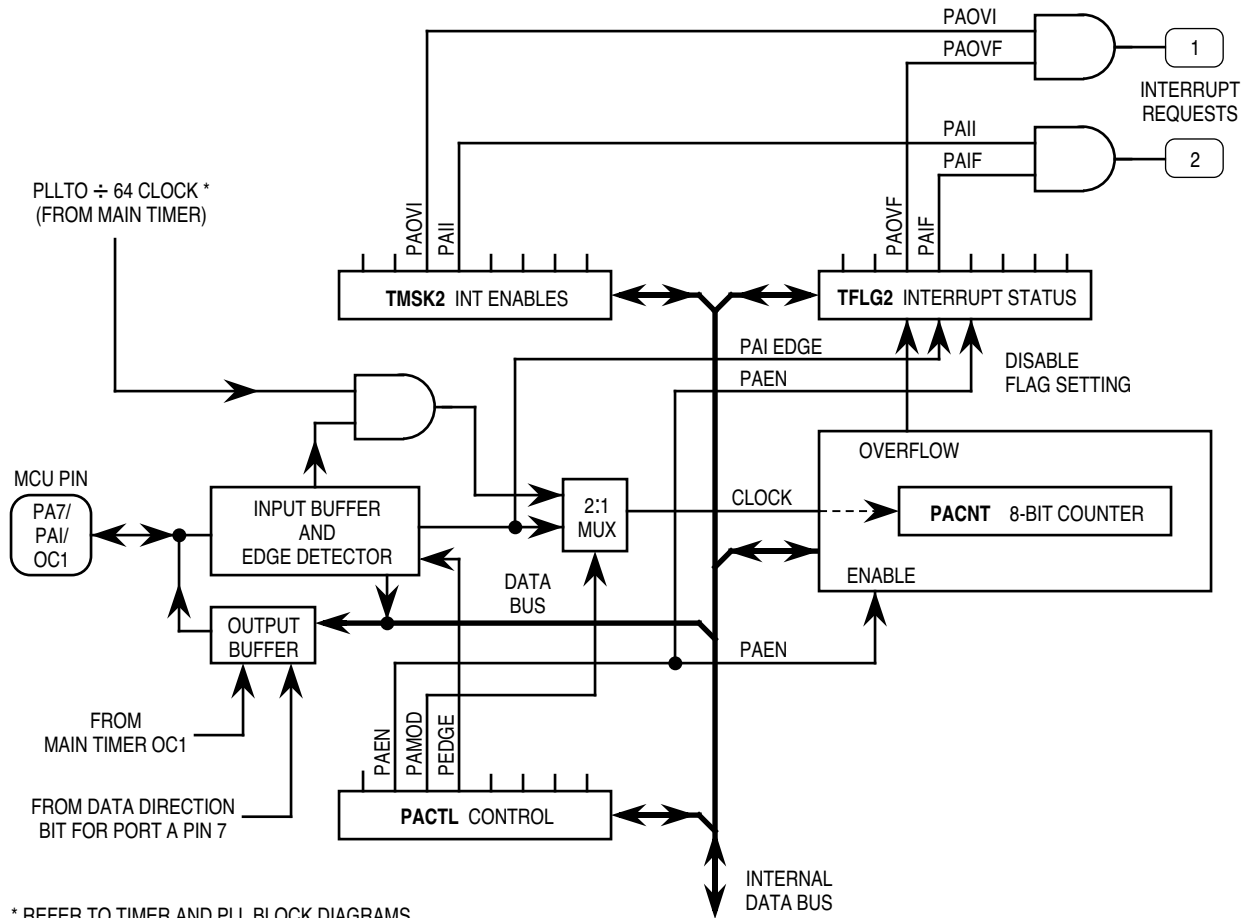 PAOVI
PAOVF
1
INTERRUPT
REQUESTS
PAII
PAIF
2
PLLTO ÷ 64 CLOCK *
(FROM MAIN TIMER)
PAOVI
PAII
PAOVF
PAIF
TMSK2 INT ENABLES
TFLG2 INTERRUPT STATUS
PAI EDGE
PAEN
DISABLE
FLAG SETTING
OVERFLOW
MCU PIN
PA7/
PAI/
OC1
INPUT BUFFER
AND
EDGE DETECTOR
2:1
MUX
CLOCK
PACNT 8-BIT COUNTER
ENABLE
DATA
BUS
OUTPUT
BUFFER
PAEN
FROM
MAIN TIMER OC1
PAEN
PAMOD
PEDGE
FROM DATA DIRECTION
BIT FOR PORT A PIN 7
PACTL CONTROL
INTERNAL
DATA BUS
* REFER TO TIMER AND PLL BLOCK DIAGRAMS